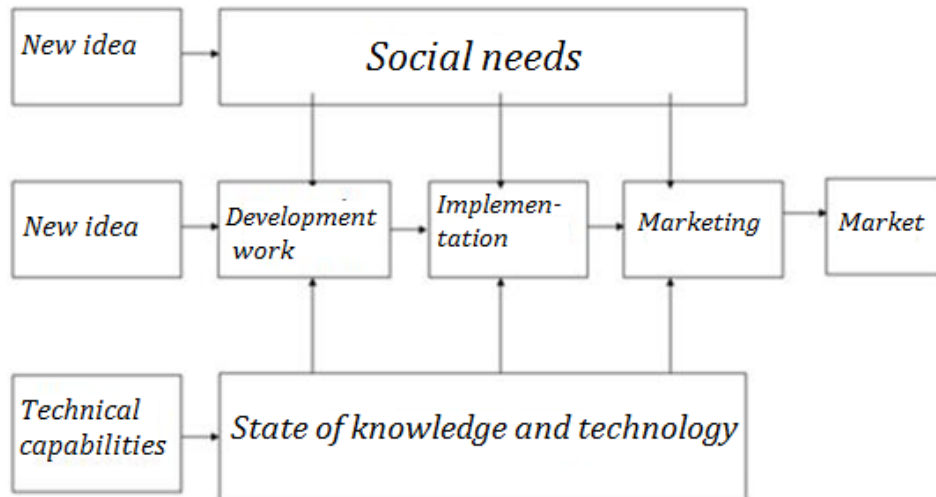 New idea
Social needs
New idea
Development
work
Implemen-
tation
Marketing
Market
Technical
capabilities
State of knowledge and technology